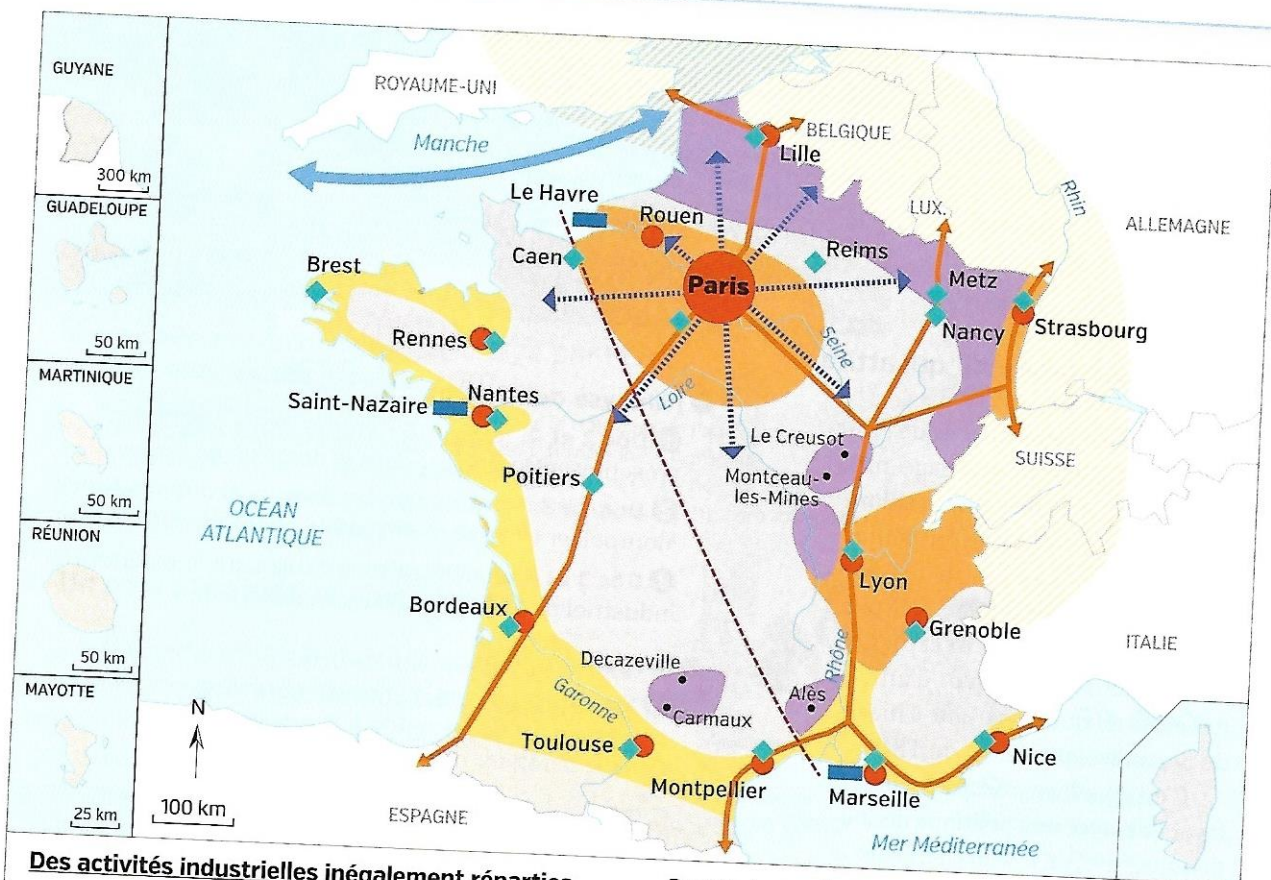 GUYANE
300 km
GUADELOUPE
50 km
MARTINIQUE
50 km
RÉUNION
50 km
MAYOTTE
25 km
ROYAUME-UNI
Manche
BELGIQUE
Lille
Rhin
LUX.
ALLEMAGNE
Le Havre
Rouen
Caen
Reims
Metz
Paris
Brest
Nancy
Strasbourg
Rennes
Seine
Nantes
Saint-Nazaire
Loire
Le Creusot
SUISSE
Poitiers
Montceau-
les-Mines
OCÉAN
ATLANTIQUE
Lyon
Bordeaux
Grenoble
ITALIE
Decazeville
Rhône
Garonne
Carmaux
Alès
N
Toulouse
Nice
Montpellier
Marseille
100 km
ESPAGNE
Mer Méditerranée
Des activités industrielles inégalement réparties